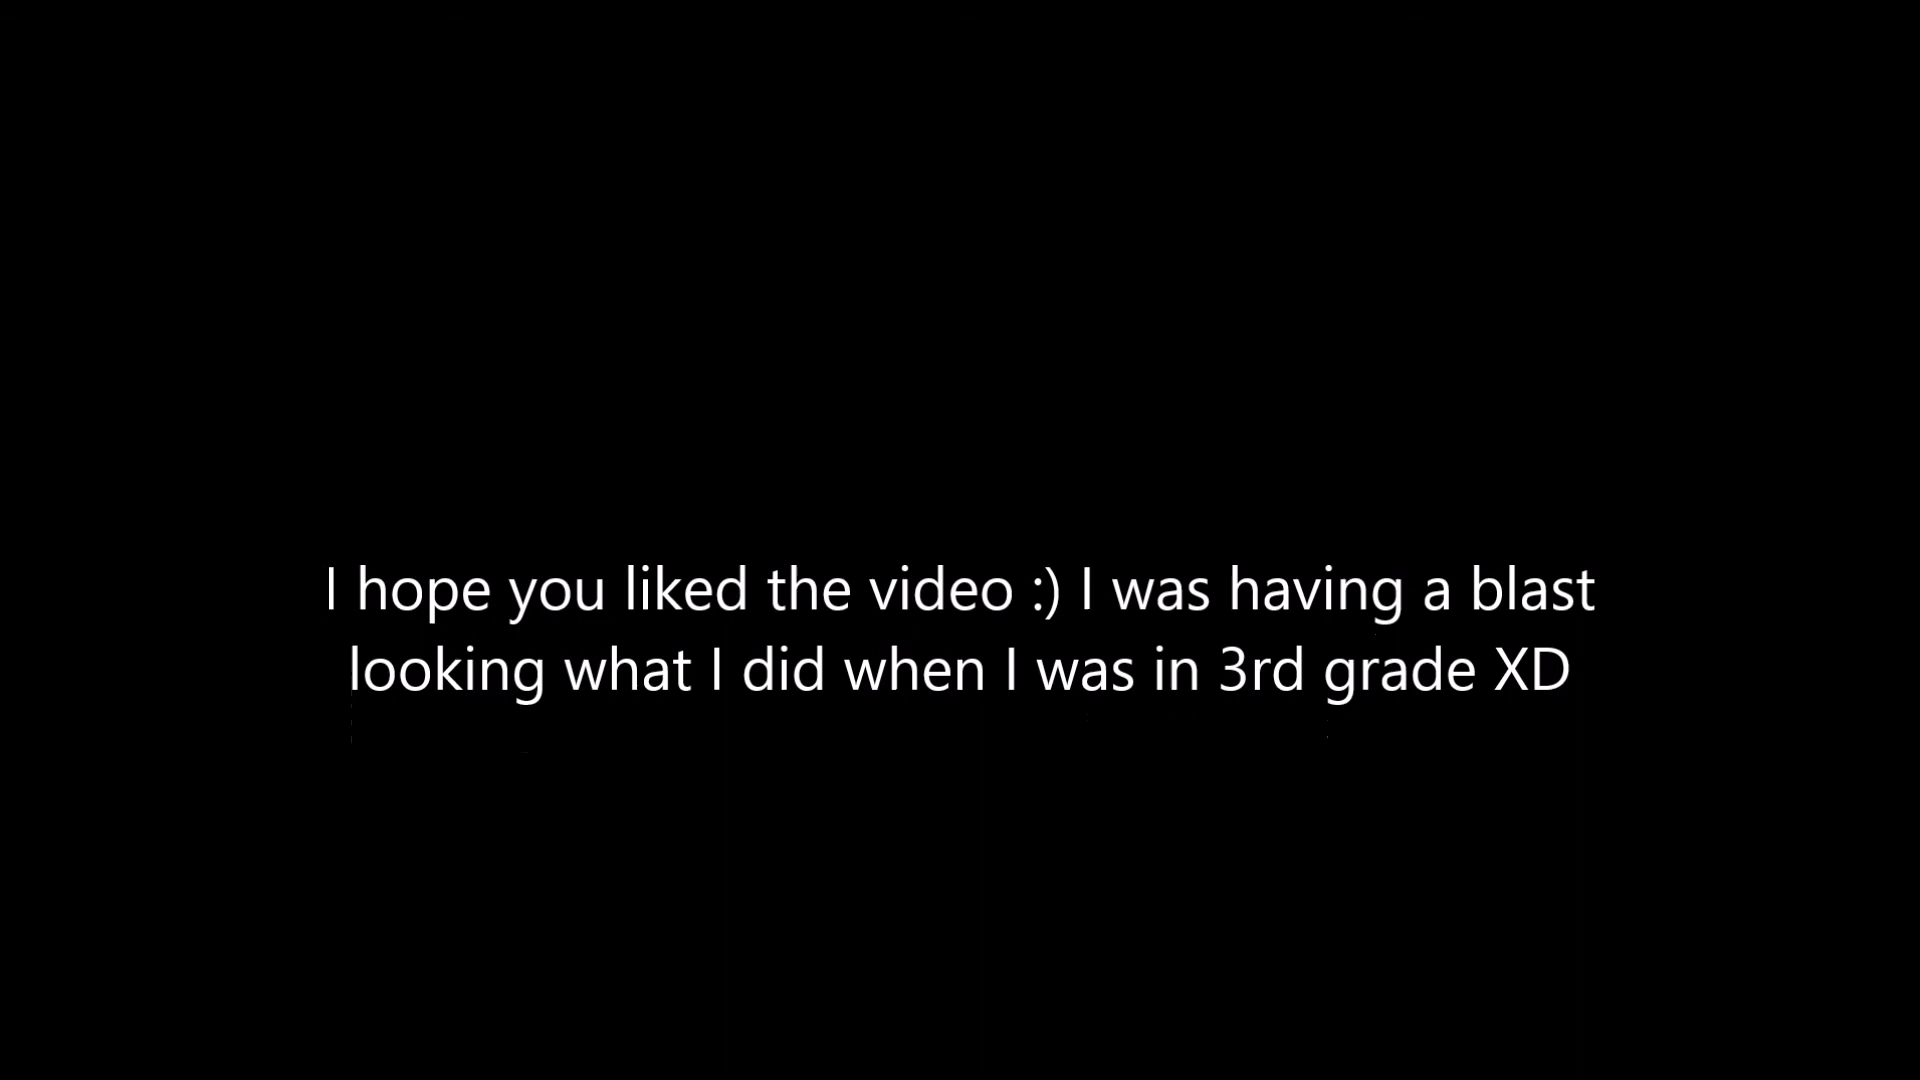 I hope you liked the video :) I was having a blast
looking what I did when I was in 3rd grade XD